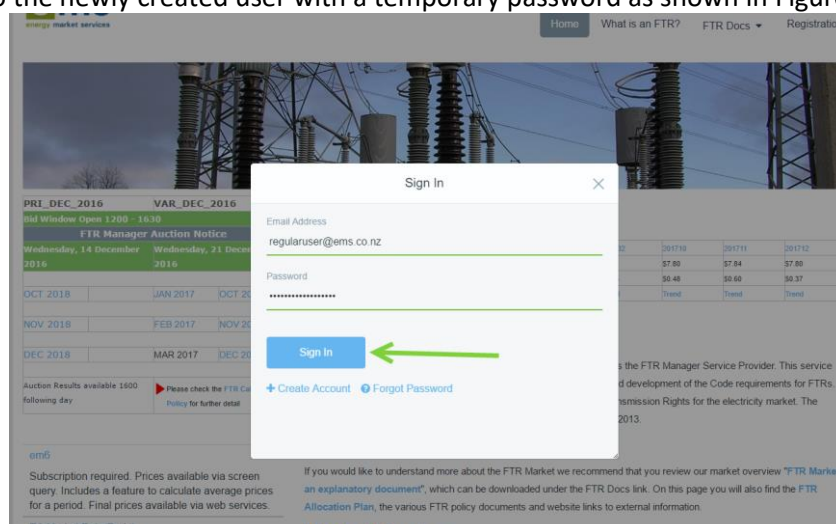 the newly created user with a temporary password as shown in Figure
energy market services
Home What is an FTR? FTR Docs Registratio
Sign In
PRI_DEC_2016 VAR_DEC_2016
Bid Window Open 1200 - 1630
FTR Manager Auction Notice
Wednesday, 14 December Wednesday, 21 Decem
2016 2016
Email Address
regularuser@ems.co.nz
Password
201710 201711 201712
$7.80 $7.84 $7.80
$0.48 $0.60 $0.37
Trend Trend Trend
OCT 2018 JAN 2017 OCT 20
NOV 2018 FEB 2017 NOV 20
DEC 2018 MAR 2017 DEC 20
Sign In
+ Create Account Forgot Password
Auction Results available 1600
following day
Please check the FTR Ca
Policy for further detail
s the FTR Manager Service Provider. This service
d development of the Code requirements for FTRs.
nsmission Rights for the electricity market. The
2013.
em6
Subscription required. Prices available via screen
query. Includes a feature to calculate average prices
for a period. Final prices available via web services.
If you would like to understand more about the FTR Market we recommend that you review our market overview "FTR Marke
an explanatory document", which can be downloaded under the FTR Docs link. On this page you will also find the FTR
Allocation Plan, the various FTR policy documents and website links to external information.